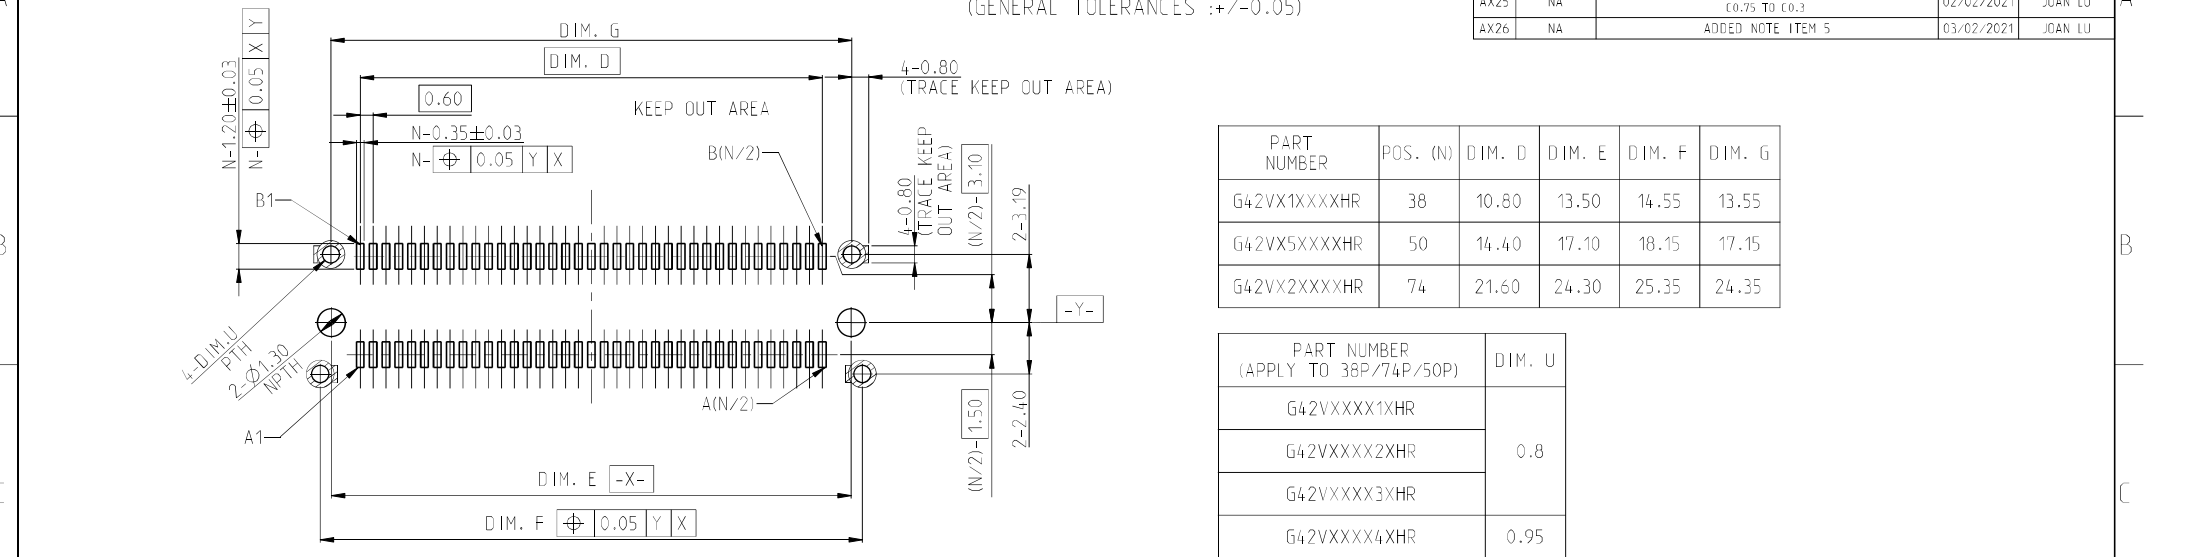 (GENERAL TOLERANCES :+/-0.05)
AX25 NA C0.75 TO C0.3 02/02/2021 JOAN LU
AX26 NA ADDED NOTE ITEM 5 03/02/2021 JOAN LU
A
A
DIM. G
DIM. D
4-0.80
(TRACE KEEP OUT AREA)
0.60
KEEP OUT AREA
N-1.20±0.03
N-⌖ 0.05 X Y
N-0.35±0.03
N-⌖ 0.05 Y X
B(N/2)
B1
4-0.80
(TRACE KEEP
OUT AREA)
(N/2)-3.10
2-3.19
-Y-
4-DIM.U
PTH
2-Ø1.30
NPTH
A(N/2)
A1
(N/2)-1.50
2-2.40
DIM. E -X-
DIM. F ⌖ 0.05 Y X
PART NUMBER POS. (N) DIM. D DIM. E DIM. F DIM. G
G42VX1XXXXHR 38 10.80 13.50 14.55 13.55
G42VX5XXXXHR 50 14.40 17.10 18.15 17.15
G42VX2XXXXHR 74 21.60 24.30 25.35 24.35
PART NUMBER
(APPLY TO 38P/74P/50P) DIM. U
G42VXXXX1XHR
G42VXXXX2XHR 0.8
G42VXXXX3XHR
G42VXXXX4XHR 0.95
B
B
C